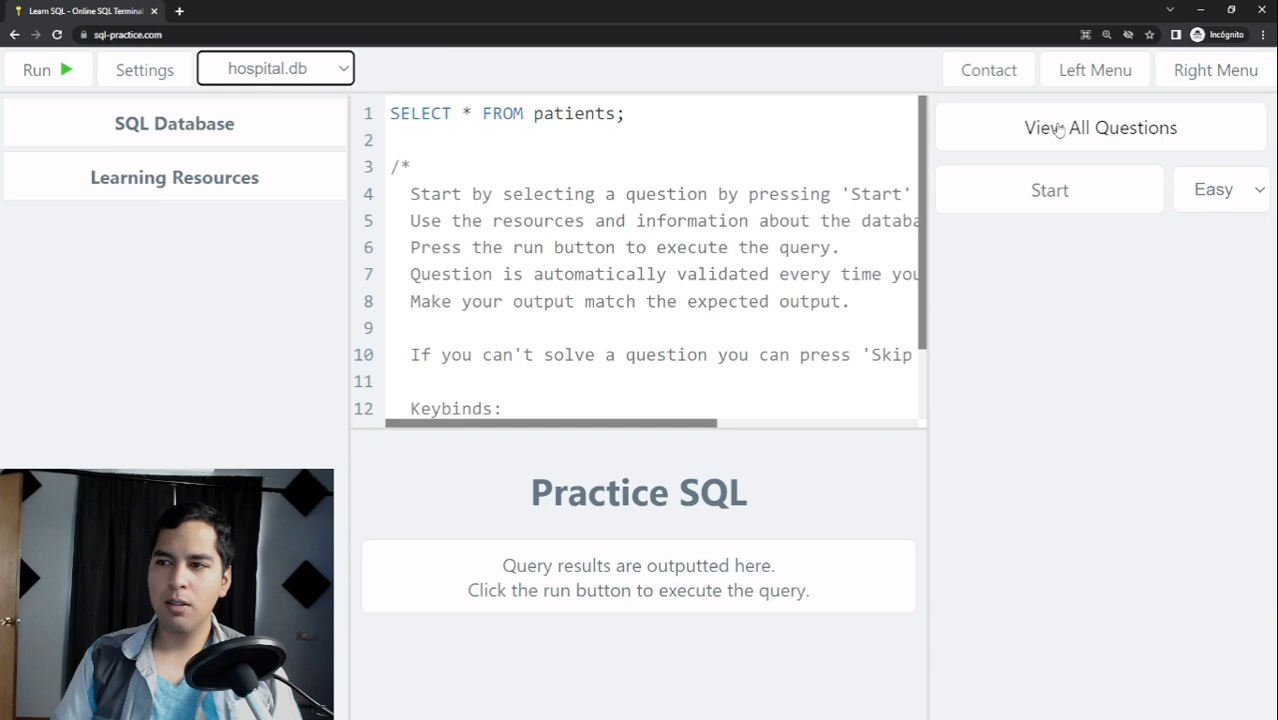 Learn SQL - Online SQL Terminal
sql-practice.com
Incógnito
Run
Settings
hospital.db
Contact
Left Menu
Right Menu
SQL Database
Learning Resources
1 SELECT * FROM patients;
2
3 /*
4 Start by selecting a question by pressing 'Start'
5 Use the resources and information about the databa
6 Press the run button to execute the query.
7 Question is automatically validated every time you
8 Make your output match the expected output.
9
10 If you can't solve a question you can press 'Skip
11
12 Keybinds:
View All Questions
Start
Easy
Practice SQL
Query results are outputted here.
Click the run button to execute the query.